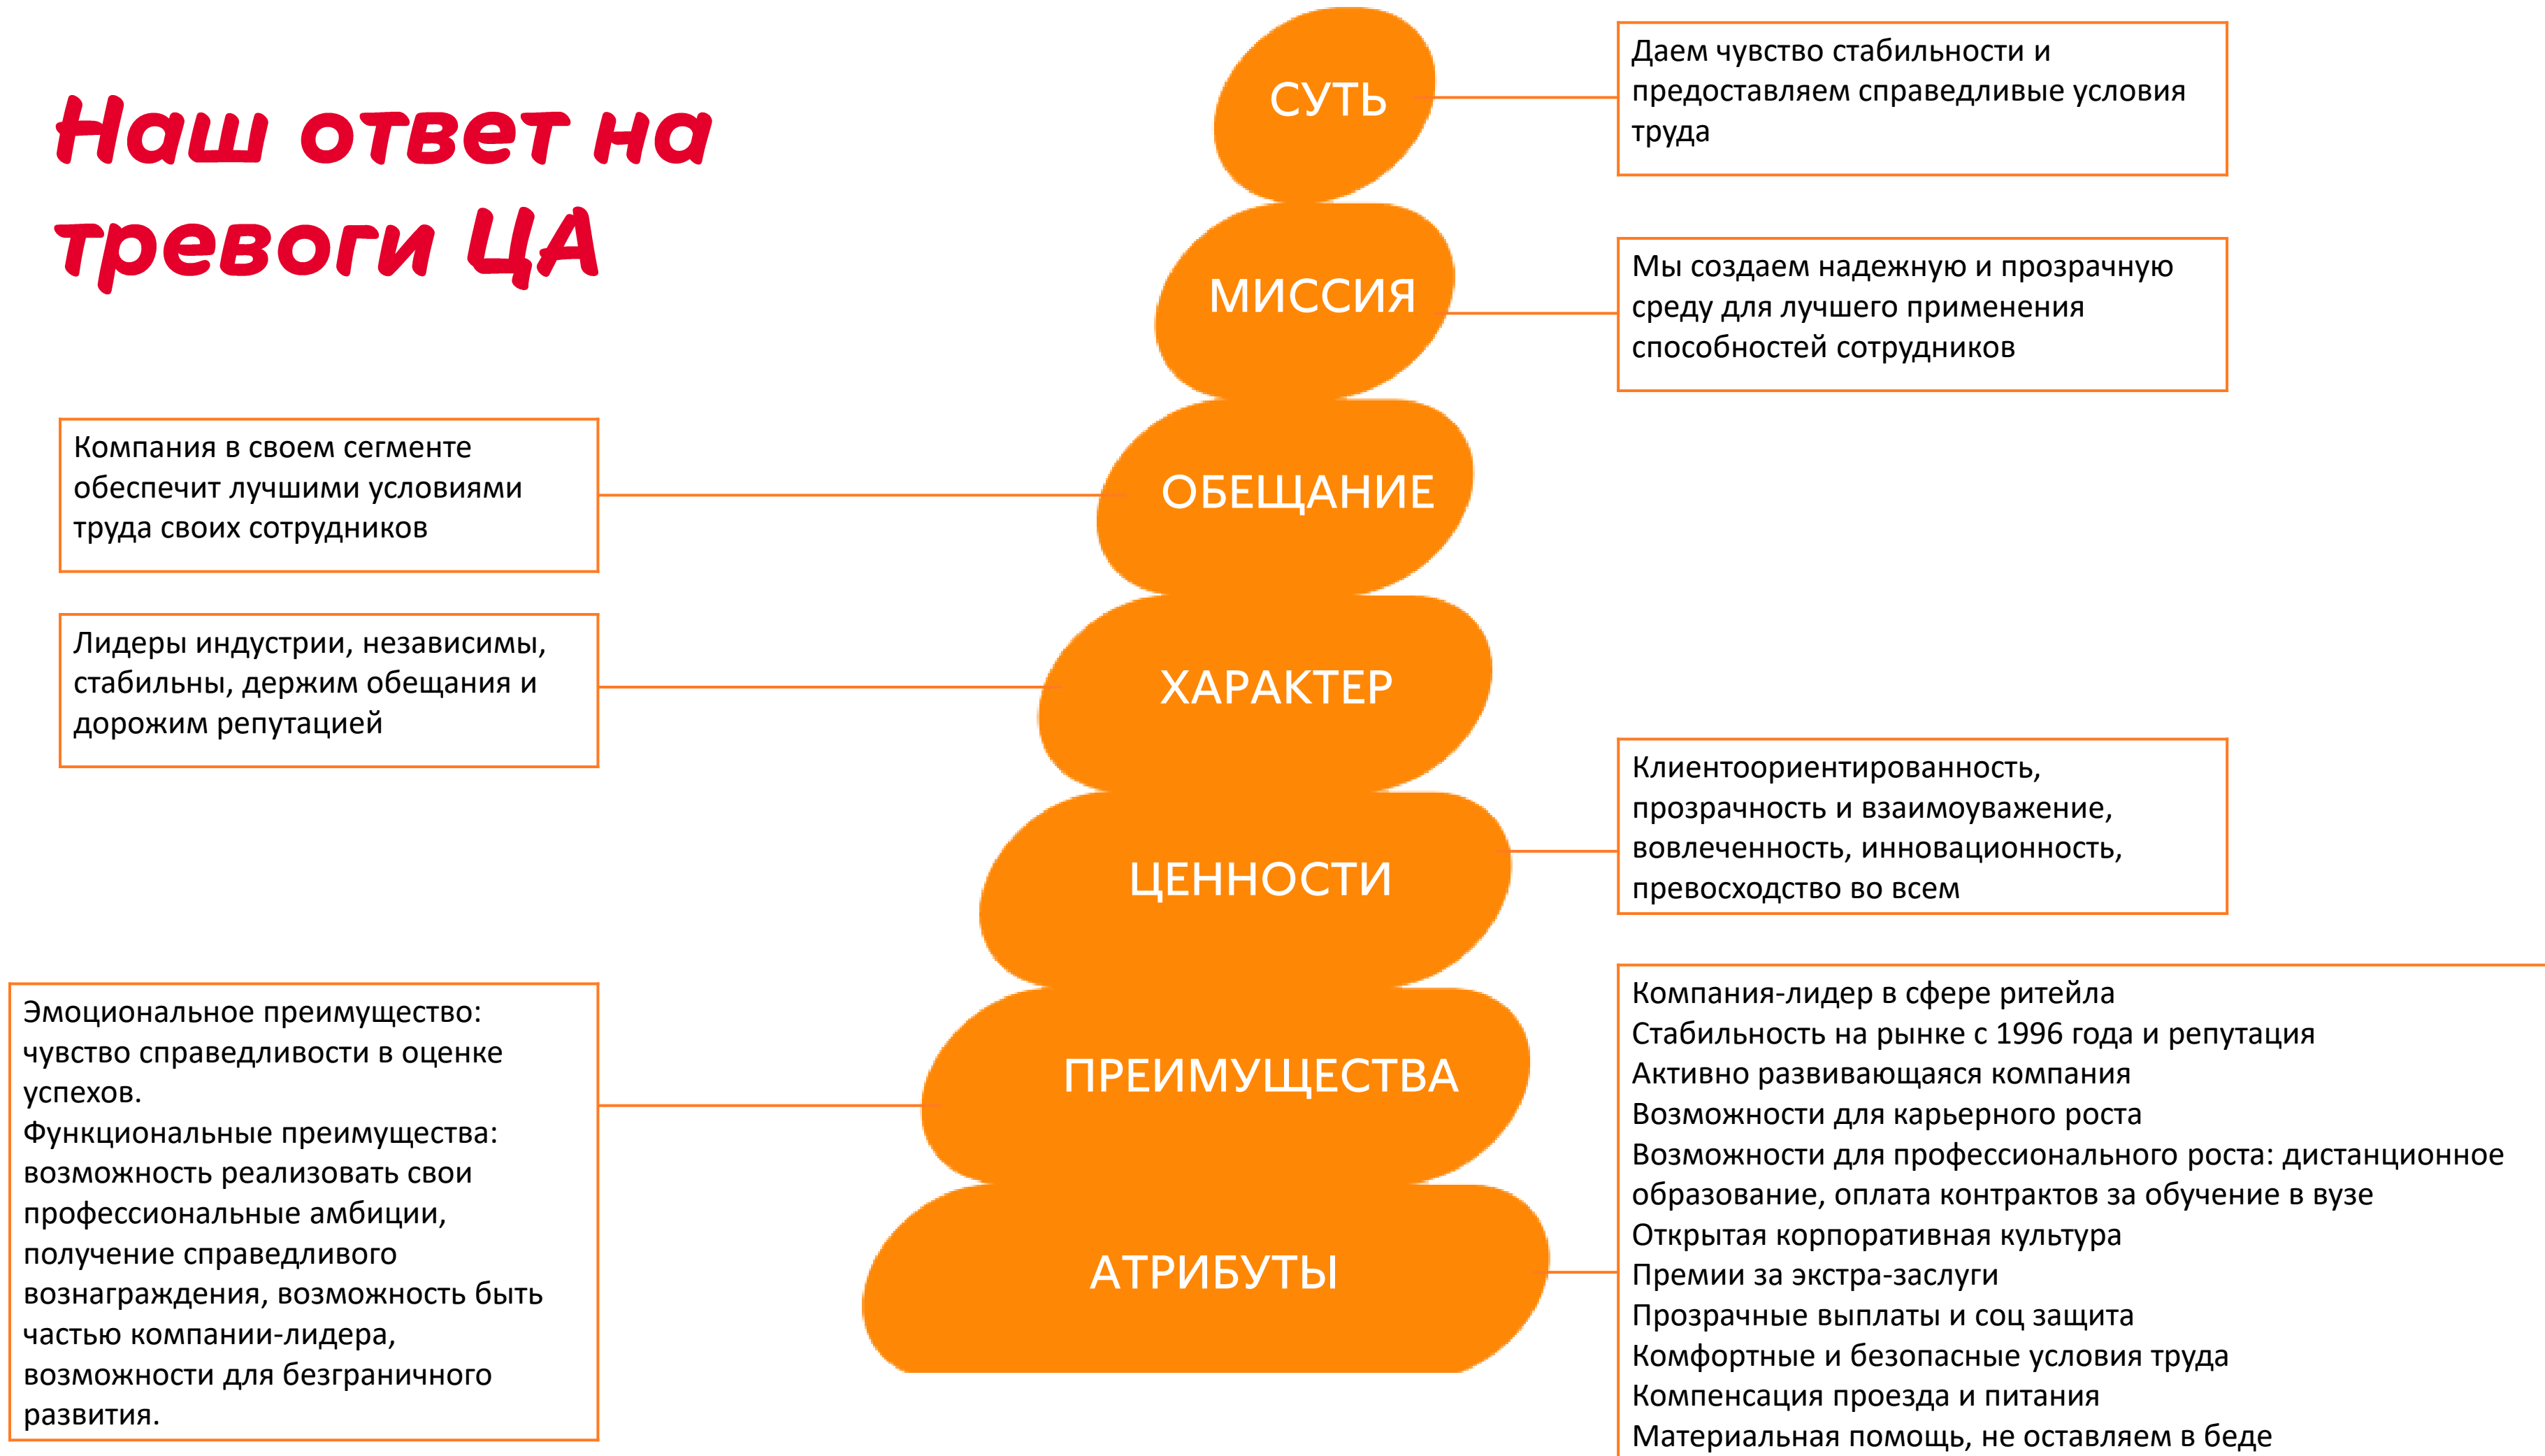 Наш ответ на
тревоги ЦА
СУТЬ
Даем чувство стабильности и
предоставляем справедливые условия
труда
МИССИЯ
Мы создаем надежную и прозрачную
среду для лучшего применения
способностей сотрудников
Компания в своем сегменте
обеспечит лучшими условиями
труда своих сотрудников
ОБЕЩАНИЕ
Лидеры индустрии, независимы,
стабильны, держим обещания и
дорожим репутацией
ХАРАКТЕР
ЦЕННОСТИ
Клиентоориентированность,
прозрачность и взаимоуважение,
вовлеченность, инновационность,
превосходство во всем
Эмоциональное преимущество:
чувство справедливости в оценке
успехов.
Функциональные преимущества:
возможность реализовать свои
профессиональные амбиции,
получение справедливого
вознаграждения, возможность быть
частью компании-лидера,
возможности для безграничного
развития.
ПРЕИМУЩЕСТВА
АТРИБУТЫ
Компания-лидер в сфере ритейла
Стабильность на рынке с 1996 года и репутация
Активно развивающаяся компания
Возможности для карьерного роста
Возможности для профессионального роста: дистанционное
образование, оплата контрактов за обучение в вузе
Открытая корпоративная культура
Премии за экстра-заслуги
Прозрачные выплаты и соц защита
Комфортные и безопасные условия труда
Компенсация проезда и питания
Материальная помощь, не оставляем в беде